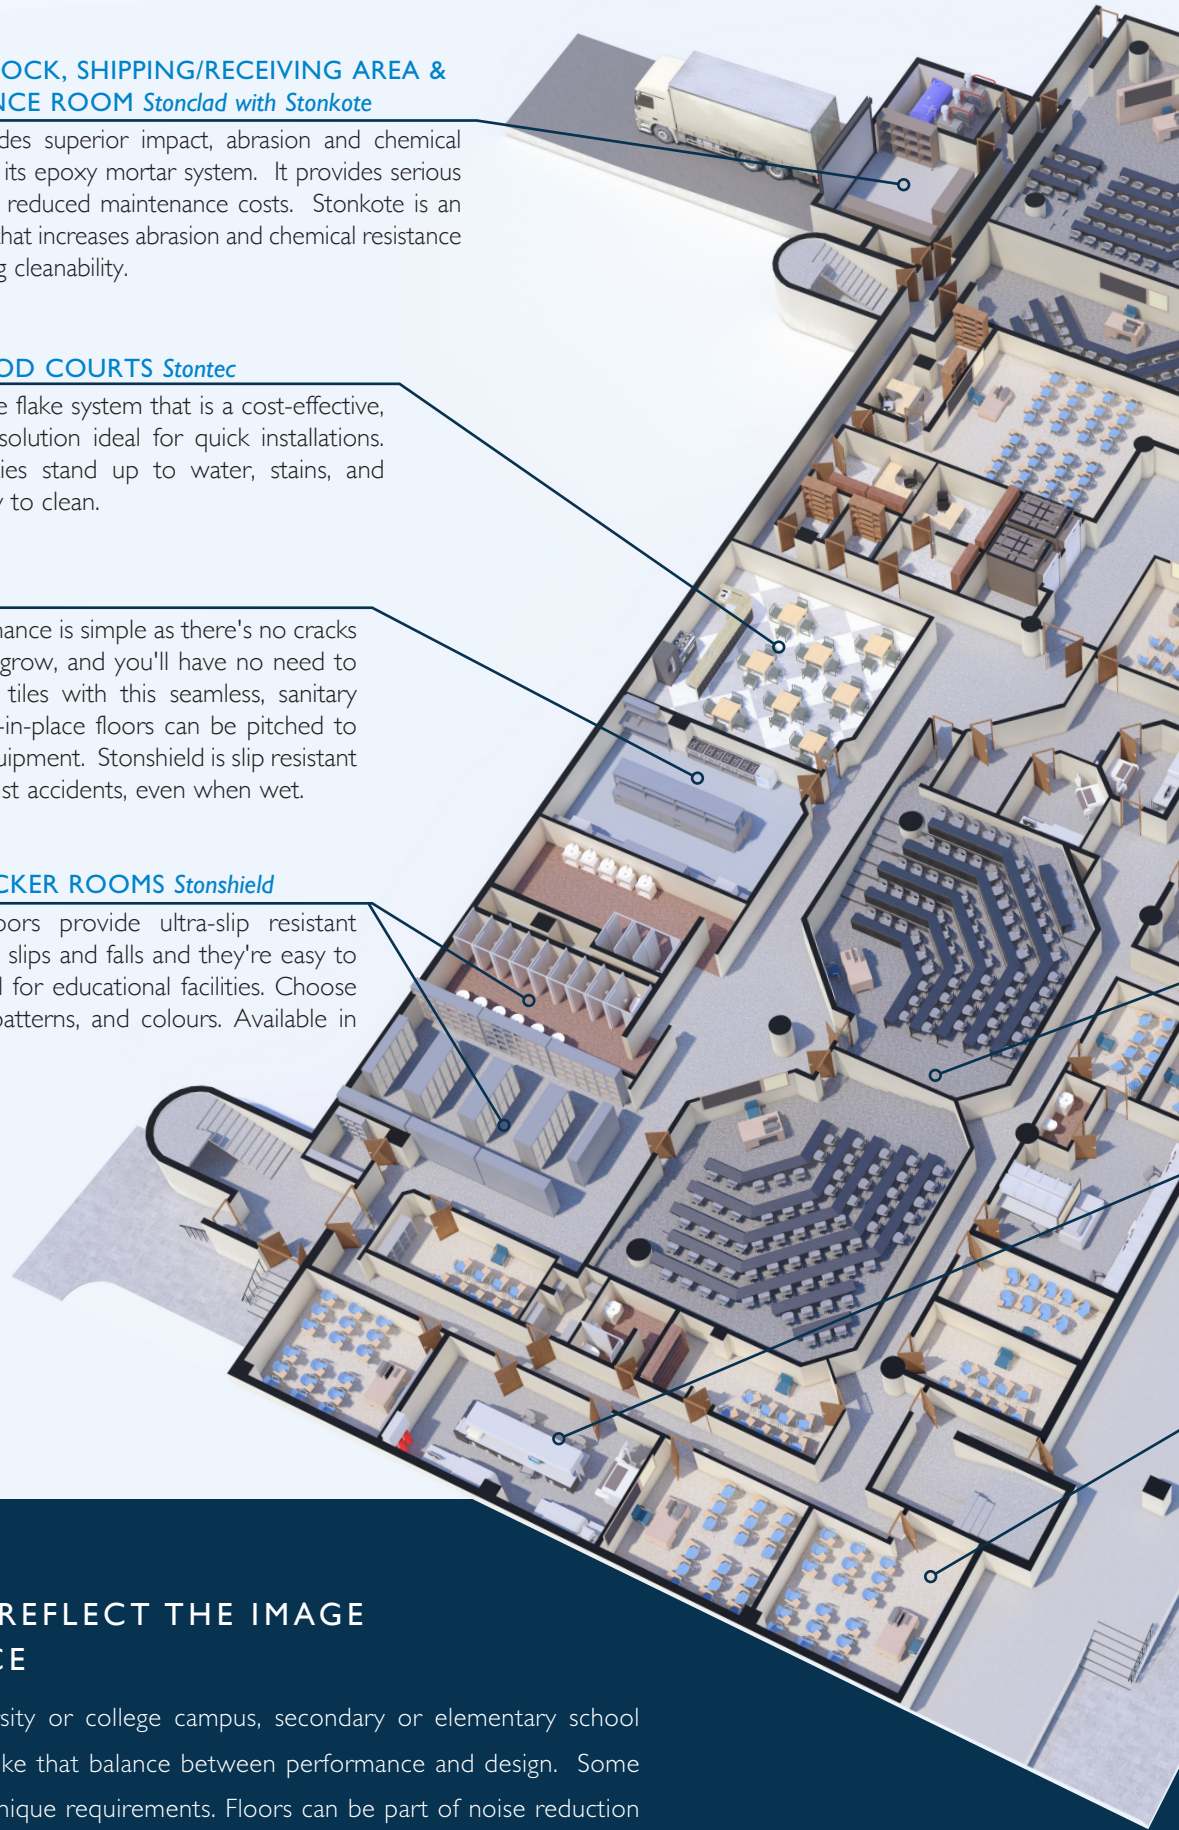 OCK, SHIPPING/RECEIVING AREA &
NCE ROOM Stonclad with Stonkote
des superior impact, abrasion and chemical
its epoxy mortar system. It provides serious
reduced maintenance costs. Stonkote is an
that increases abrasion and chemical resistance
g cleanability.
OD COURTS Stontec
e flake system that is a cost-effective,
solution ideal for quick installations.
ies stand up to water, stains, and
y to clean.
nance is simple as there's no cracks
grow, and you'll have no need to
tiles with this seamless, sanitary
-in-place floors can be pitched to
uipment. Stonshield is slip resistant
st accidents, even when wet.
CKER ROOMS Stonshield
oors provide ultra-slip resistant
slips and falls and they're easy to
l for educational facilities. Choose
patterns, and colours. Available in
REFLECT THE IMAGE
CE
rsity or college campus, secondary or elementary school
ke that balance between performance and design. Some
nique requirements. Floors can be part of noise reduction